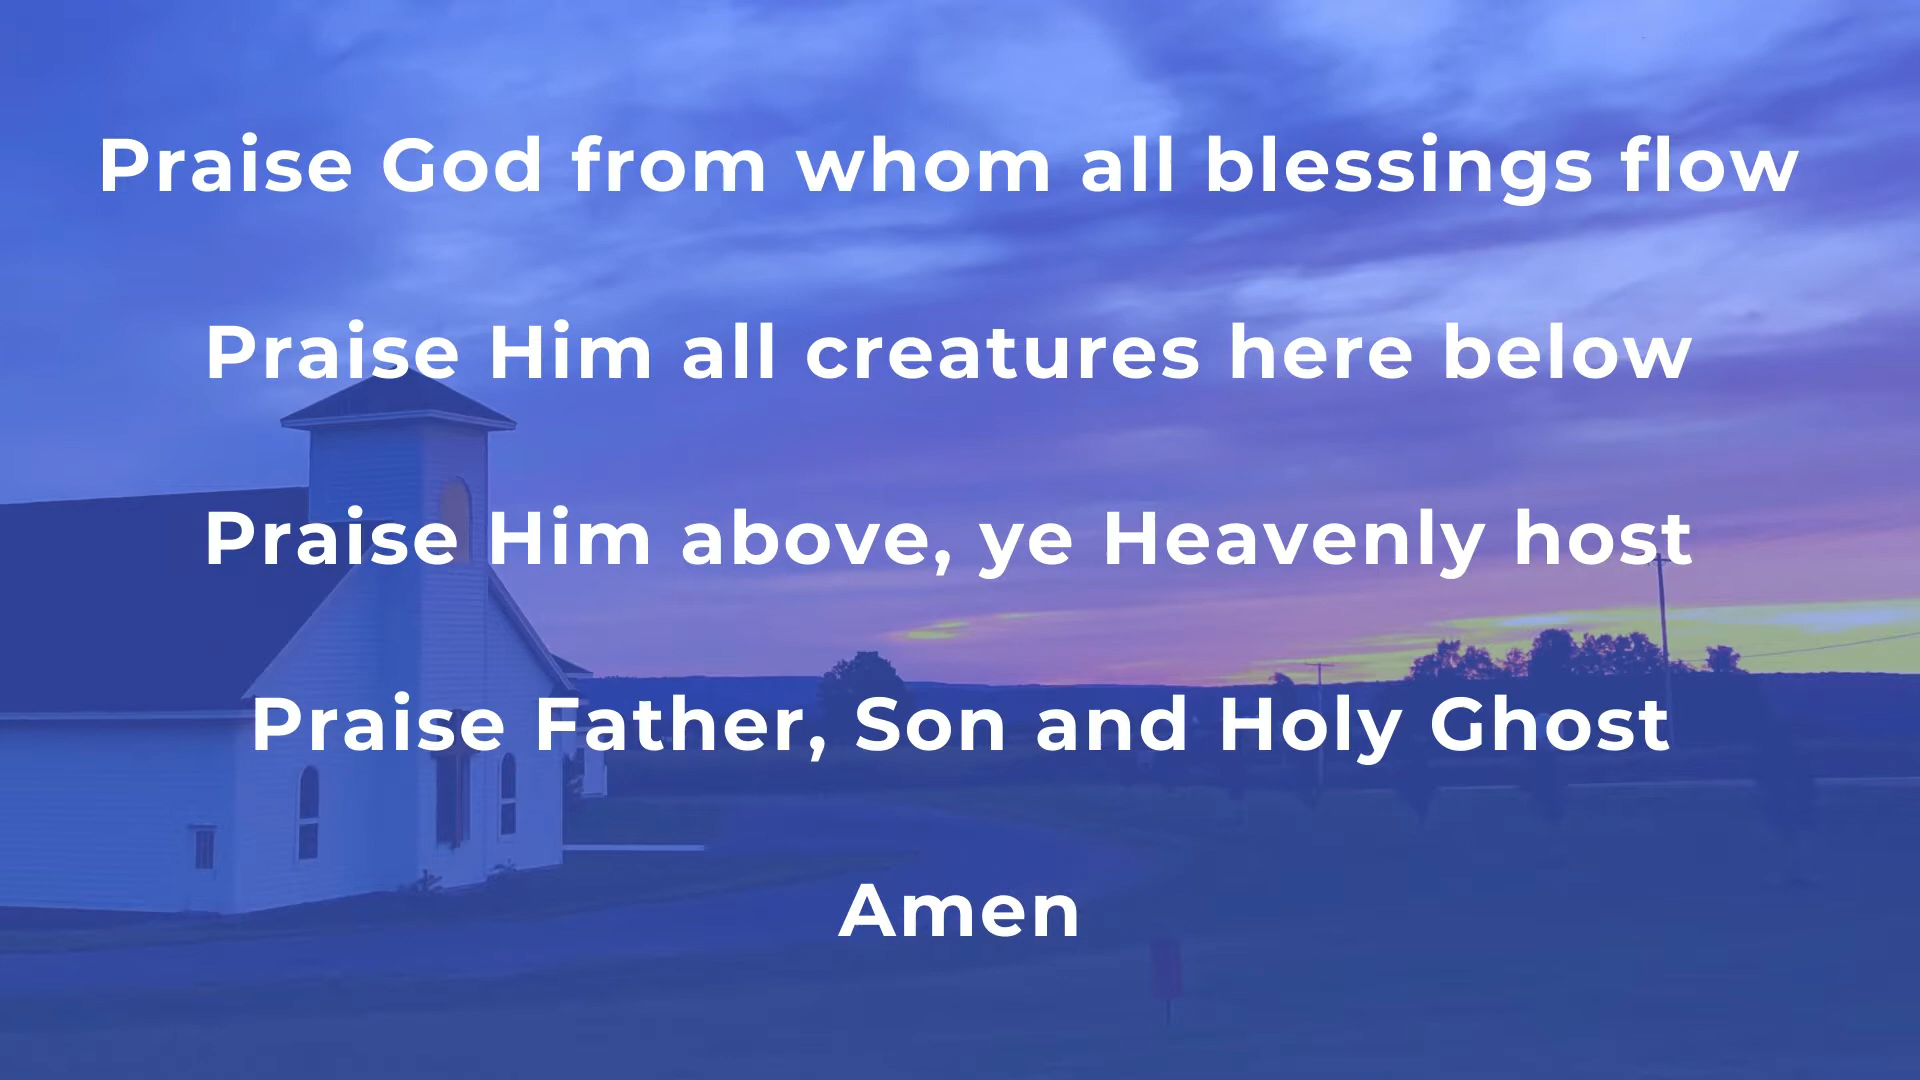 Praise God from whom all blessings flow
Praise Him all creatures here below
Praise Him above, ye Heavenly host
Praise Father, Son and Holy Ghost
Amen